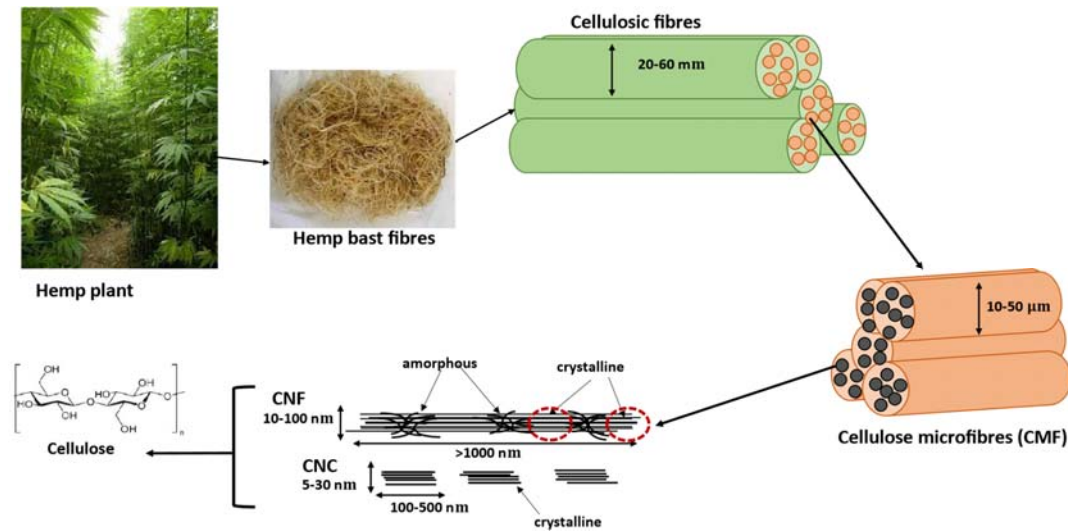 Cellulosic fibres
20-60 mm
Hemp bast fibres
Hemp plant
10-50 µm
Cellulose microfibres (CMF)
amorphous
crystalline
CNF
10-100 nm
>1000 nm
CNC
5-30 nm
100-500 nm
crystalline
OH
HO
O
OH
O
HO
OH
O
O
OH
O
n
Cellulose